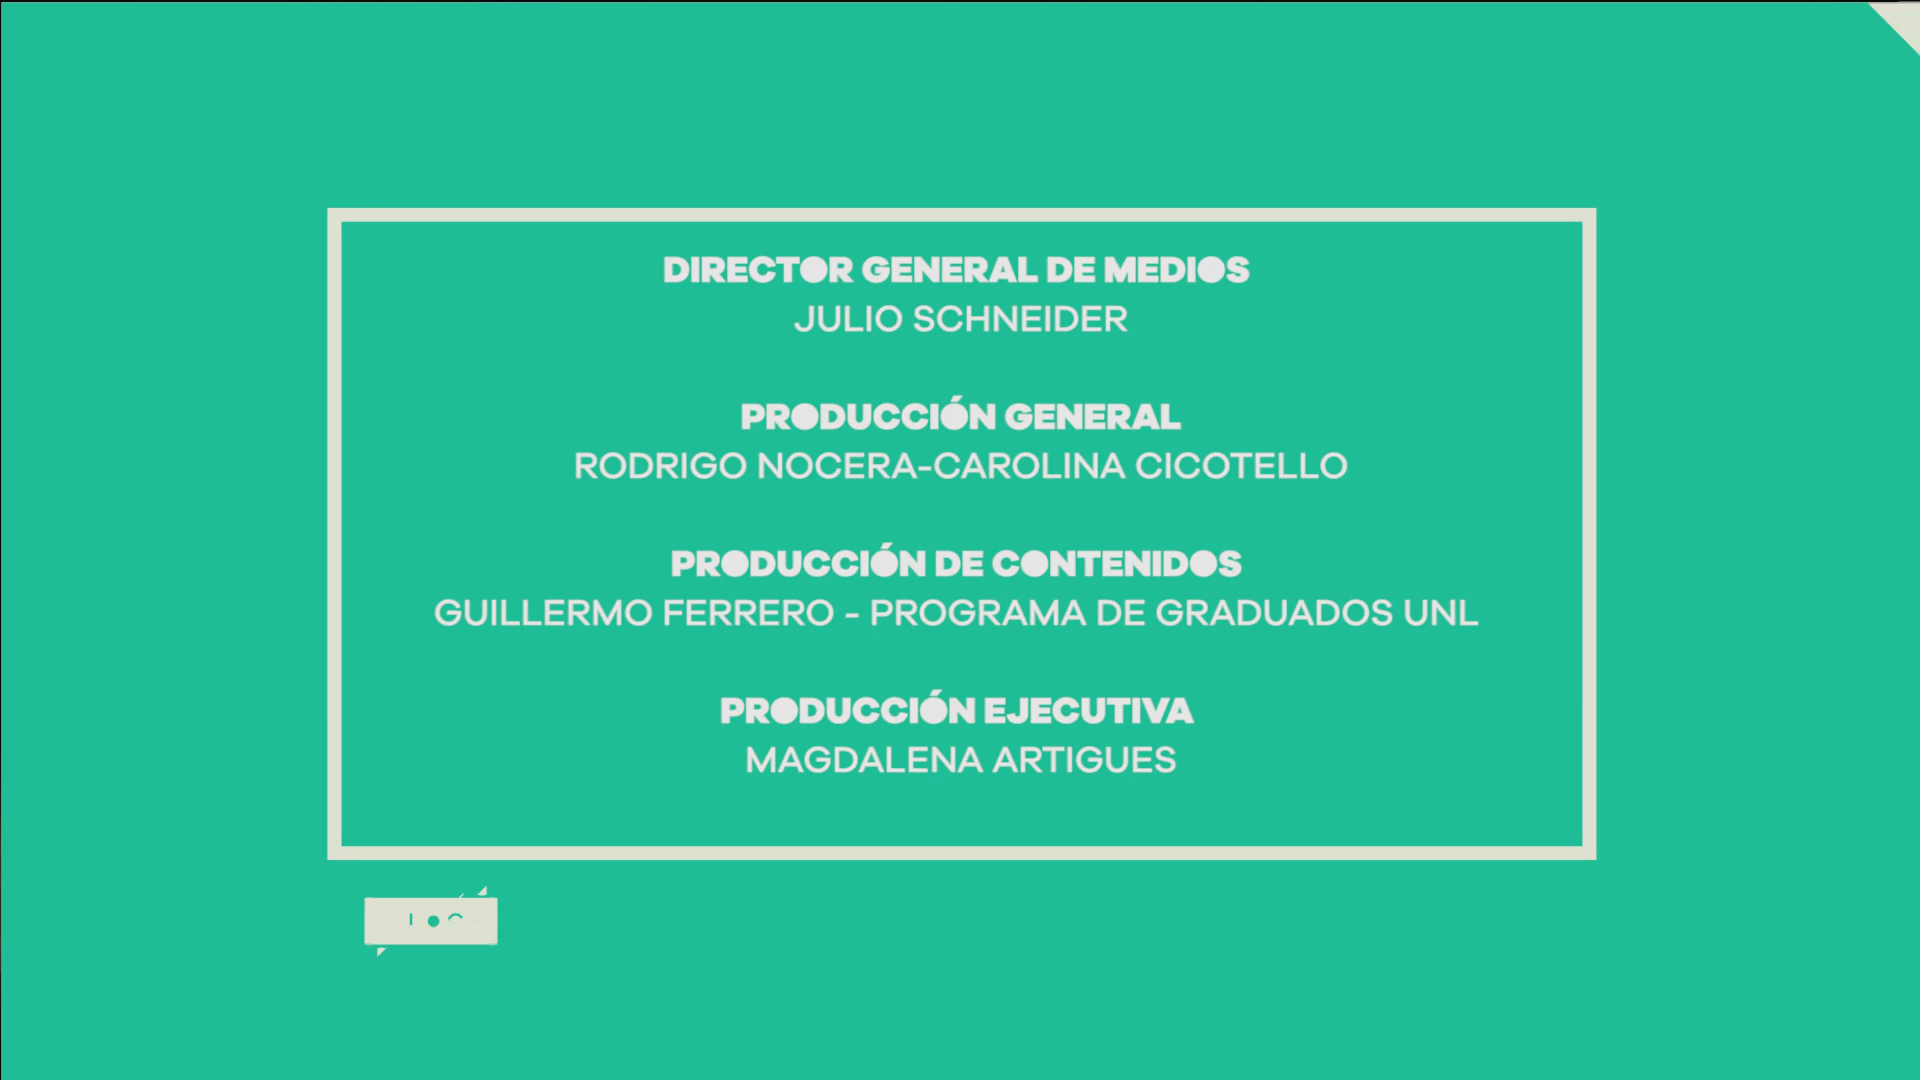 DIRECTOR GENERAL DE MEDIOS
JULIO SCHNEIDER
PRODUCCIÓN GENERAL
RODRIGO NOCERA-CAROLINA CICOTELLO
PRODUCCIÓN DE CONTENIDOS
GUILLERMO FERRERO - PROGRAMA DE GRADUADOS UNL
PRODUCCIÓN EJECUTIVA
MAGDALENA ARTIGUES